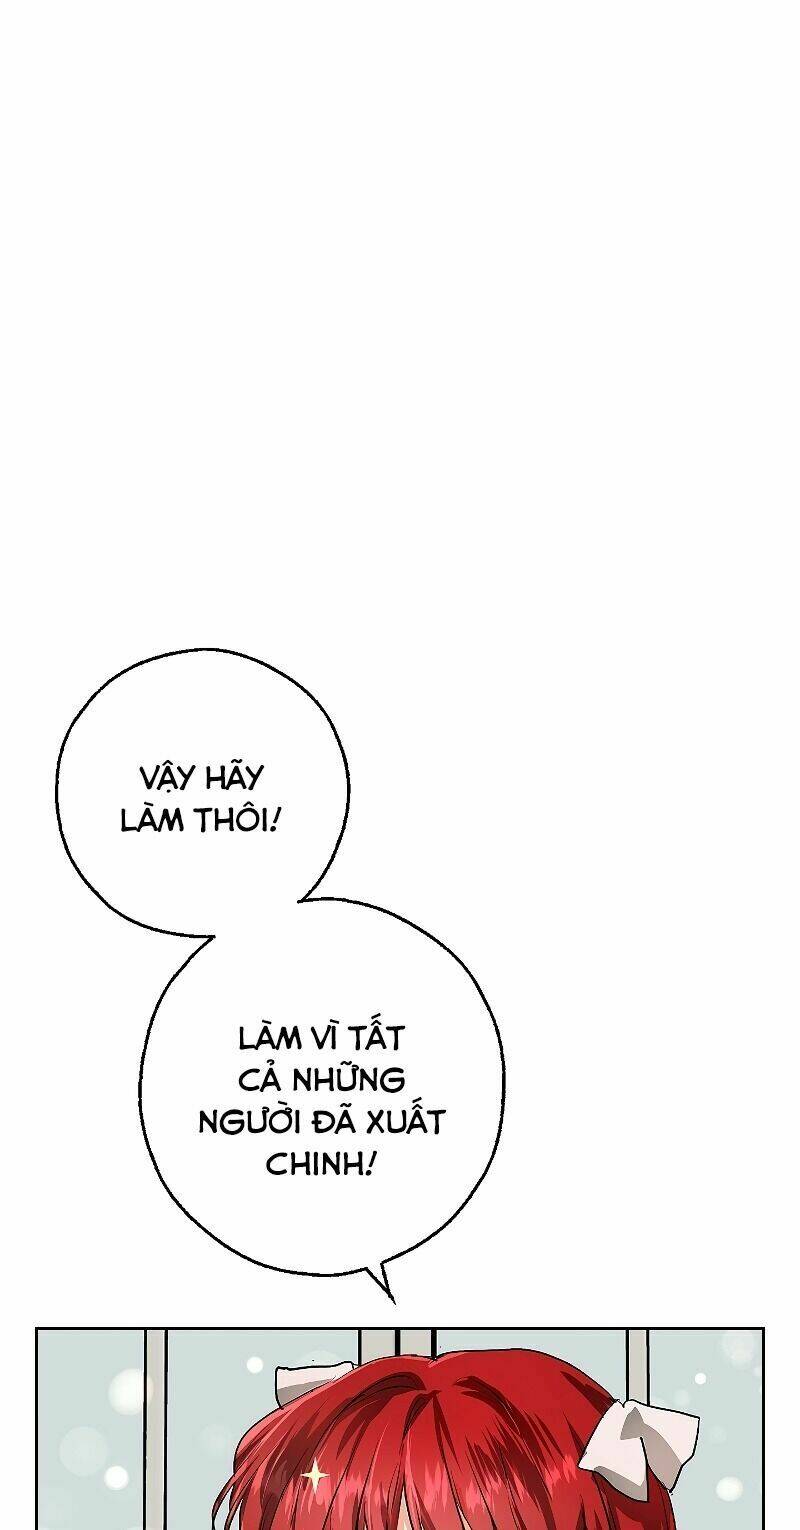 VẬY HÃY
LÀM THÔI!
LÀM VÌ TẤT
CẢ NHỮNG
NGƯỜI ĐÃ XUẤT
CHINH!